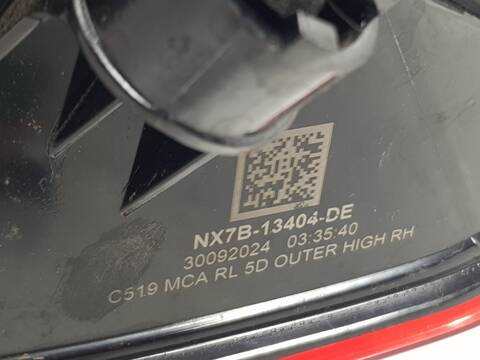 NX7B-13404-DE
30092024 03:35:40
C519 MCA RL 5D OUTER HIGH RH